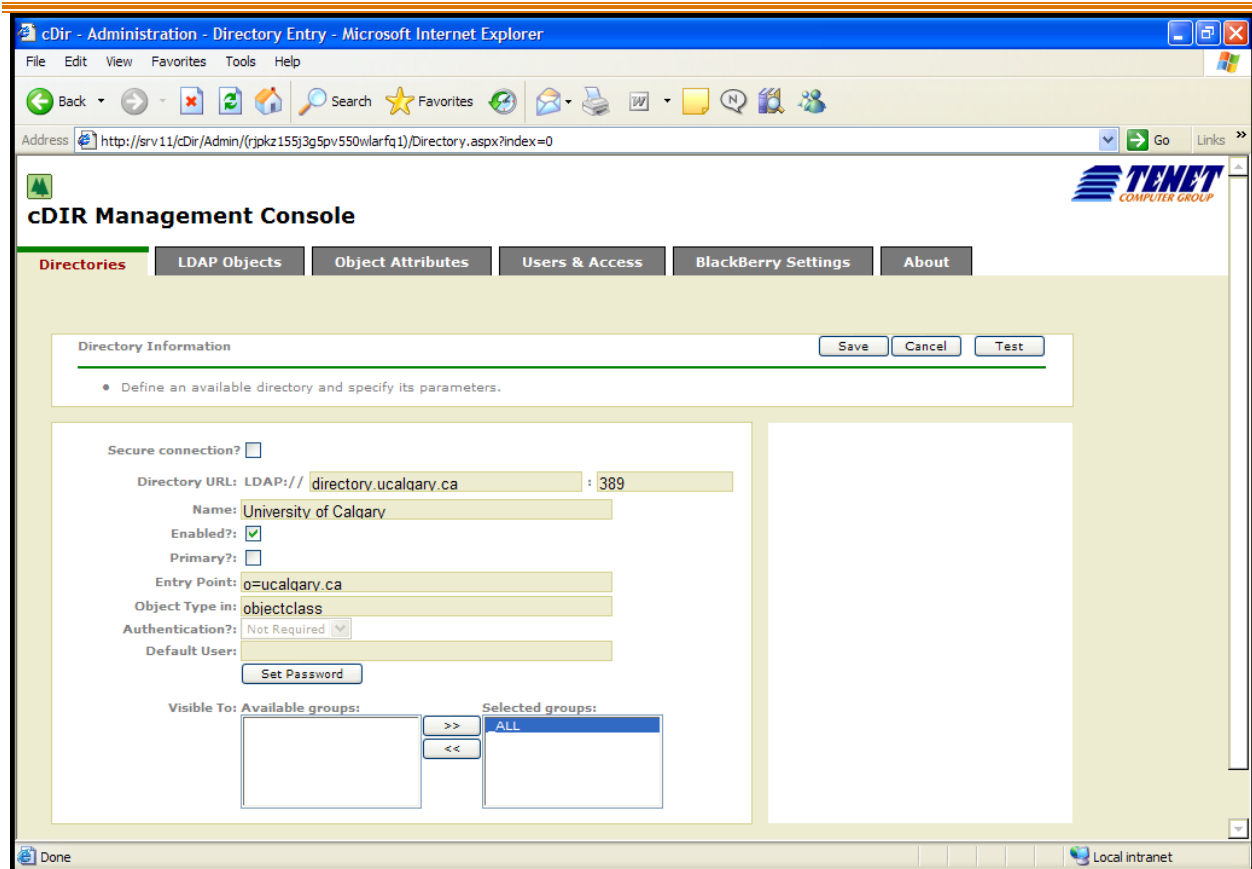 cDir - Administration - Directory Entry - Microsoft Internet Explorer
File Edit View Favorites Tools Help
Back Search Favorites
Address http://srv11/cDir/Admin/(rjpkz155j3g5pv550wlarfq1)/Directory.aspx?index=0 Go Links »
TENET
COMPUTER GROUP
cDIR Management Console
Directories LDAP Objects Object Attributes Users & Access BlackBerry Settings About
Directory Information Save Cancel Test
• Define an available directory and specify its parameters.
Secure connection?
Directory URL: LDAP:// directory.ucalgary.ca : 389
Name: University of Calgary
Enabled?:
Primary?:
Entry Point: o=ucalgary.ca
Object Type in: objectclass
Authentication?: Not Required
Default User:
Set Password
Visible To: Available groups: Selected groups:
>> _ALL
<<
Done Local intranet